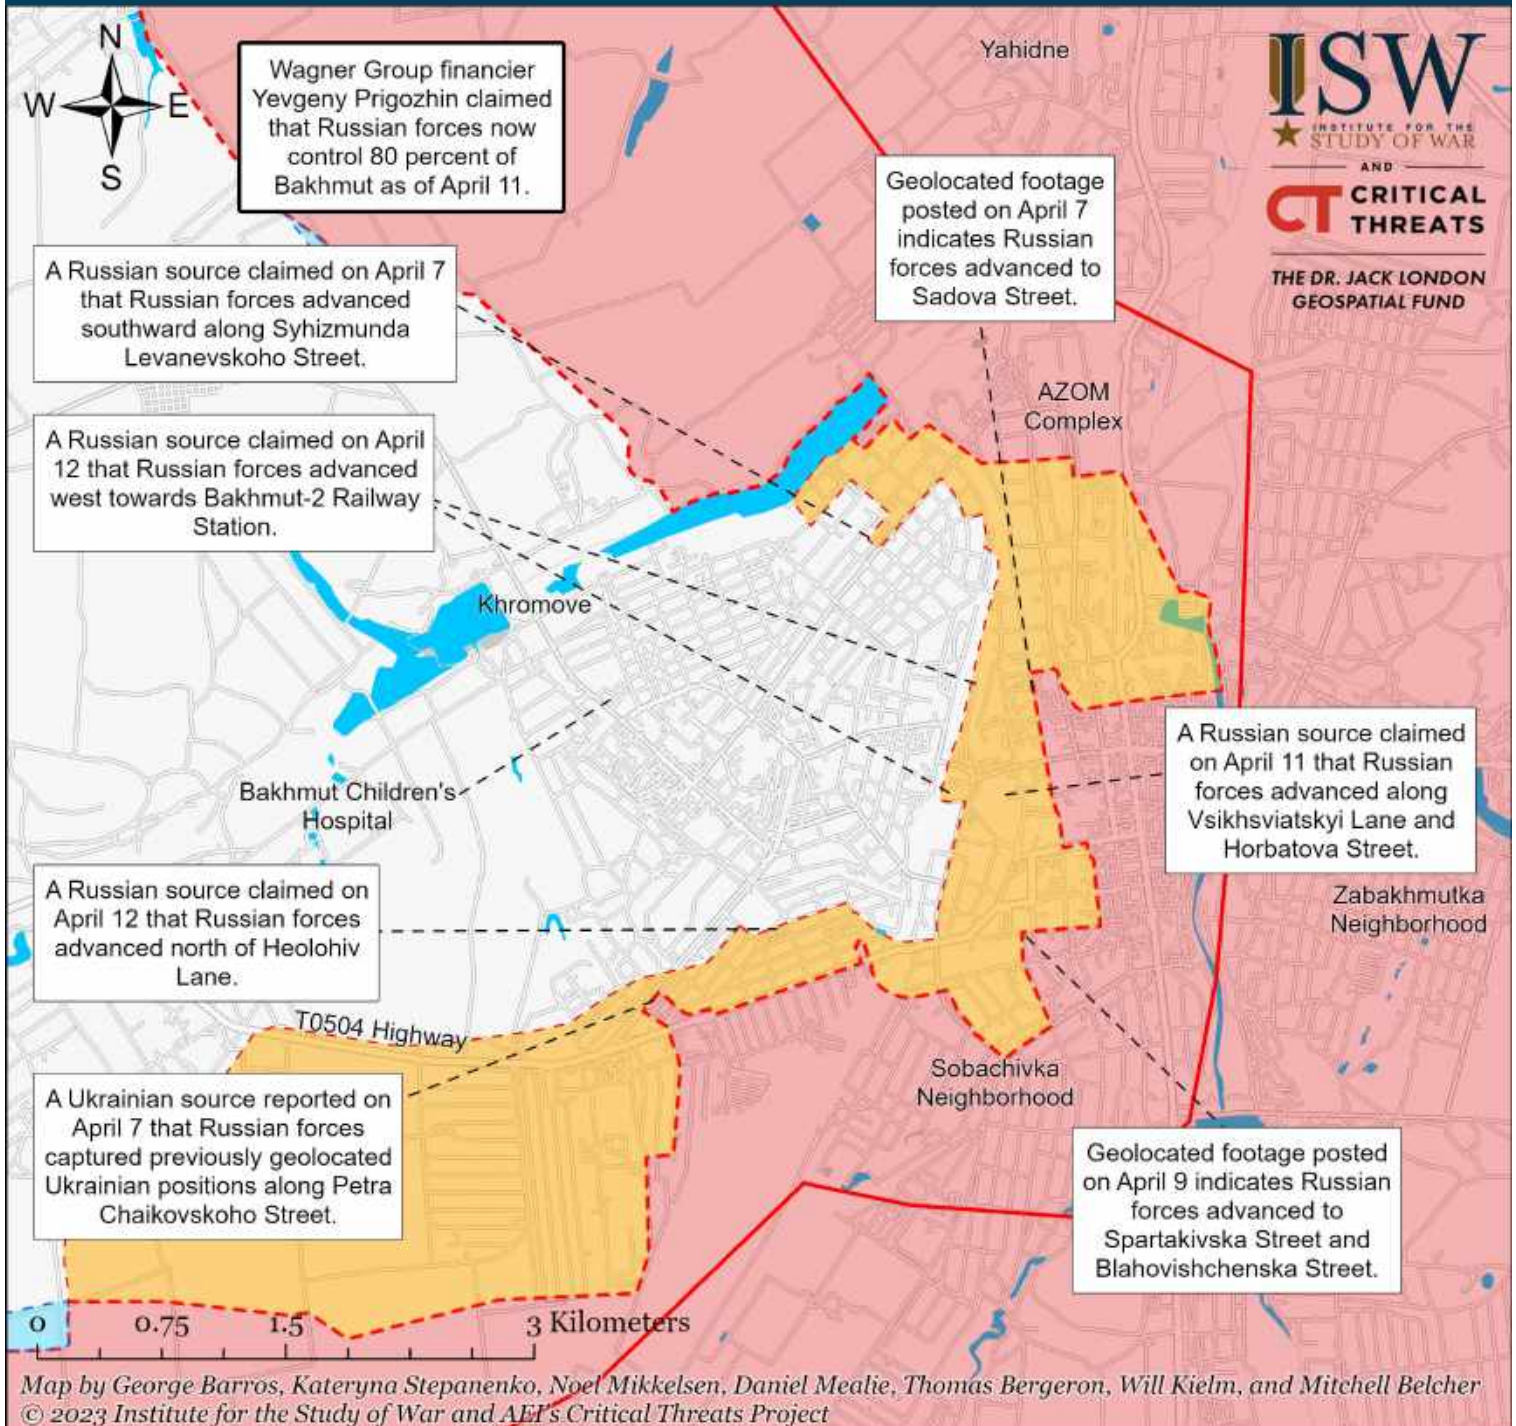 N
W
E
S
Wagner Group financier
Yevgeny Prigozhin claimed
that Russian forces now
control 80 percent of
Bakhmut as of April 11.
Yahidne
ISW
INSTITUTE FOR THE
STUDY OF WAR
AND
CT CRITICAL
THREATS
THE DR. JACK LONDON
GEOSPATIAL FUND
Geolocated footage
posted on April 7
indicates Russian
forces advanced to
Sadova Street.
A Russian source claimed on April 7
that Russian forces advanced
southward along Syhizmunda
Levanevskoho Street.
AZOM
Complex
A Russian source claimed on April
12 that Russian forces advanced
west towards Bakhmut-2 Railway
Station.
Khromove
Bakhmut Children's
Hospital
A Russian source claimed
on April 11 that Russian
forces advanced along
Vsikhsviatskyi Lane and
Horbatova Street.
A Russian source claimed on
April 12 that Russian forces
advanced north of Heolohiv
Lane.
Zabakhmutka
Neighborhood
T0504 Highway
Sobachivka
Neighborhood
A Ukrainian source reported on
April 7 that Russian forces
captured previously geolocated
Ukrainian positions along Petra
Chaikovskoho Street.
Geolocated footage posted
on April 9 indicates Russian
forces advanced to
Spartakivska Street and
Blahovishchenska Street.
0 0.75 1.5 3 Kilometers
Map by George Barros, Kateryna Stepanenko, Noel Mikkelsen, Daniel Mealie, Thomas Bergeron, Will Kielm, and Mitchell Belcher
© 2023 Institute for the Study of War and AEI's Critical Threats Project